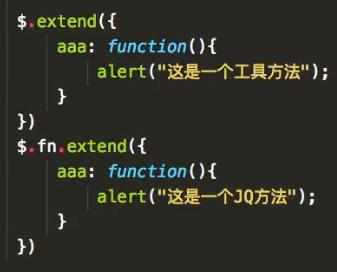 $.extend({
    aaa: function(){
        alert("这是一个工具方法");
    }
})
$.fn.extend({
    aaa: function(){
        alert("这是一个JQ方法");
    }
})